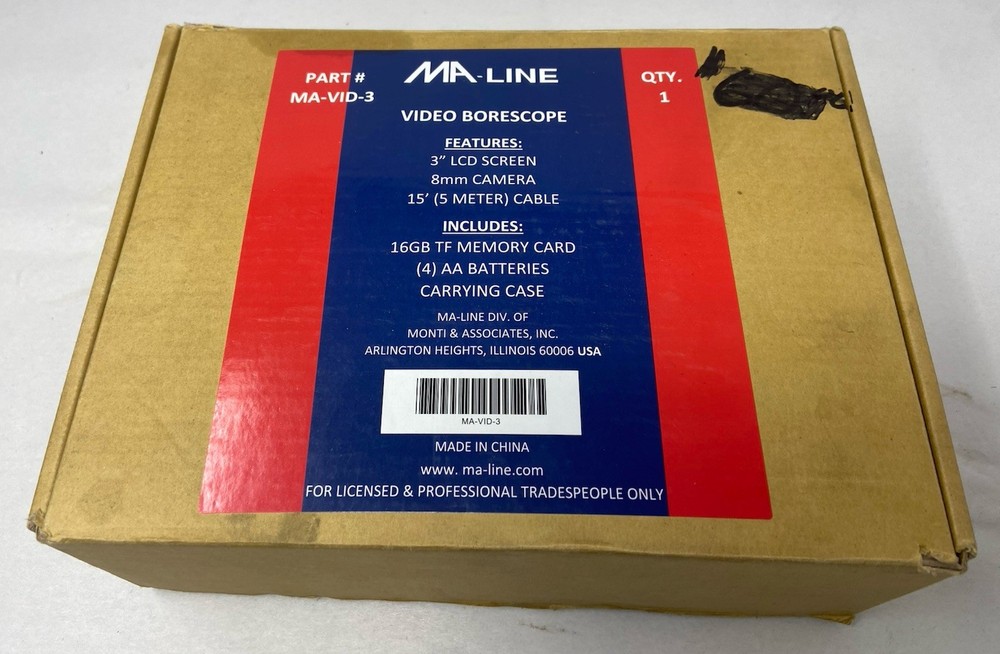 PART #
MA-VID-3
MA-LINE
QTY.
1
VIDEO BORESCOPE
FEATURES:
3” LCD SCREEN
8mm CAMERA
15’ (5 METER) CABLE
INCLUDES:
16GB TF MEMORY CARD
(4) AA BATTERIES
CARRYING CASE
MA-LINE DIV. OF
MONTI & ASSOCIATES, INC.
ARLINGTON HEIGHTS, ILLINOIS 60006 USA
MA-VID-3
MADE IN CHINA
www. ma-line.com
FOR LICENSED & PROFESSIONAL TRADESPEOPLE ONLY